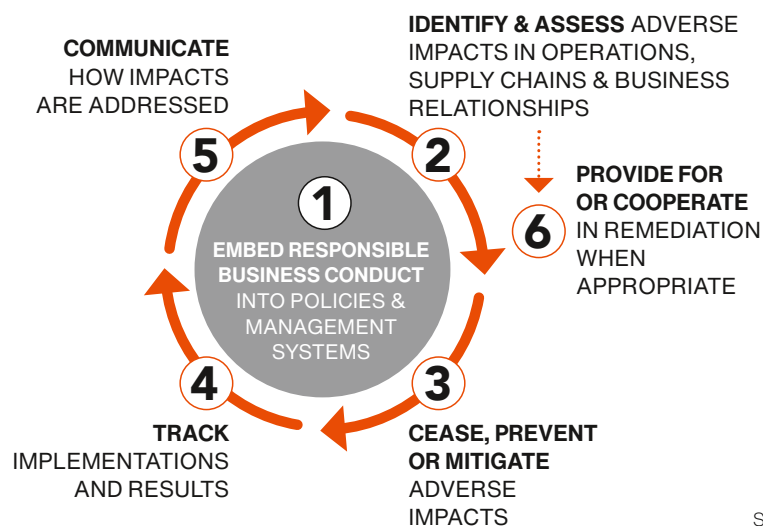 1
EMBED RESPONSIBLE
BUSINESS CONDUCT
INTO POLICIES &
MANAGEMENT
SYSTEMS
2
IDENTIFY & ASSESS ADVERSE
IMPACTS IN OPERATIONS,
SUPPLY CHAINS & BUSINESS
RELATIONSHIPS
3
CEASE, PREVENT
OR MITIGATE
ADVERSE
IMPACTS
4
TRACK
IMPLEMENTATIONS
AND RESULTS
5
COMMUNICATE
HOW IMPACTS
ARE ADDRESSED
6
PROVIDE FOR
OR COOPERATE
IN REMEDIATION
WHEN
APPROPRIATE
S